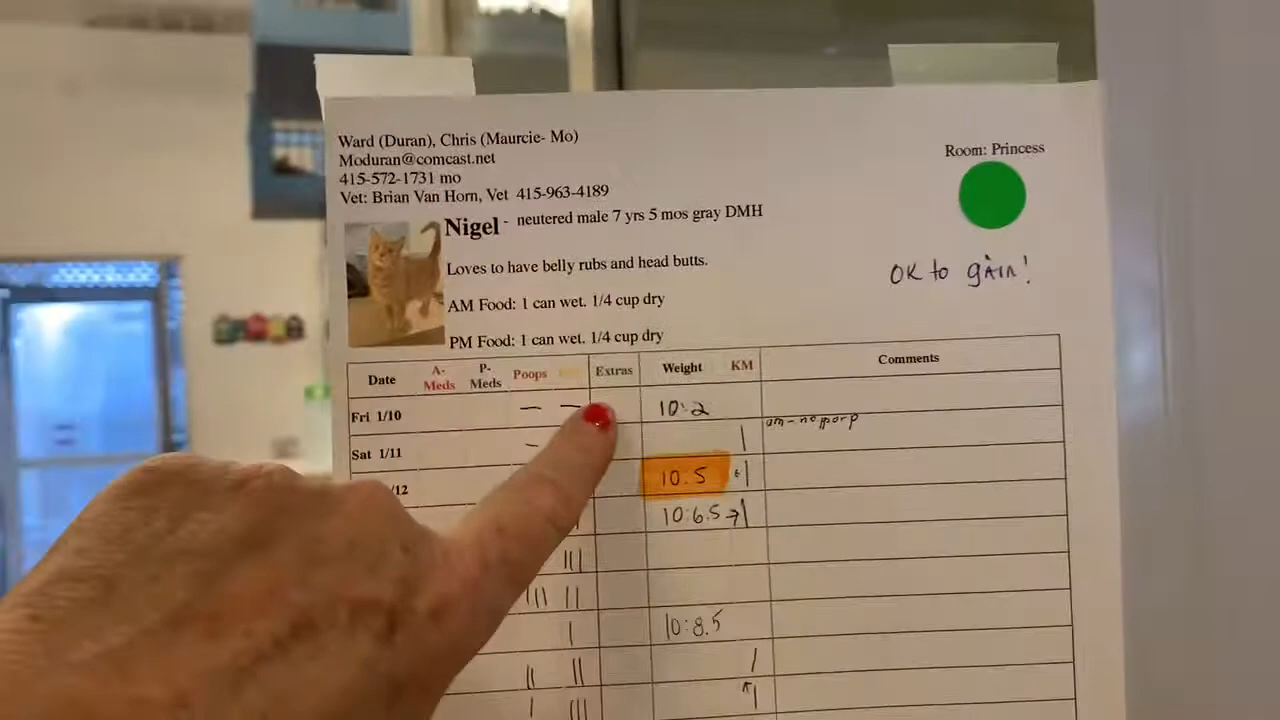 Ward (Duran), Chris (Maurcie- Mo)
Moduran@comcast.net
415-572-1731 mo
Vet: Brian Van Horn, Vet 415-963-4189
Room: Princess
Nigel - neutered male 7 yrs 5 mos gray DMH
Loves to have belly rubs and head butts.
OK to gAin!
AM Food: 1 can wet. 1/4 cup dry
PM Food: 1 can wet. 1/4 cup dry
Date A-Meds P-Meds Poops Extras Weight KM Comments
Fri 1/10 — — 10:2
Sat 1/11 - | am - no poop
/12 10.5 |
10:6.5 → |
|||
||| ||
| 10:8.5
|| || |
| ||| |